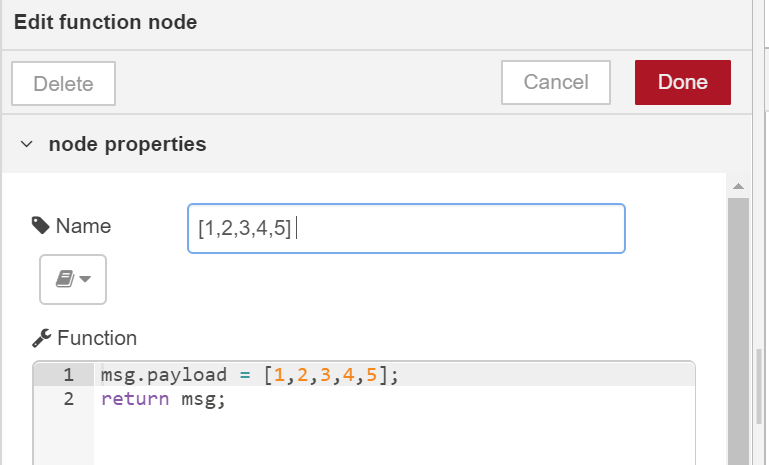 Edit function node
Delete
Cancel
Done
node properties
Name
[1,2,3,4,5]
Function
1 msg.payload = [1,2,3,4,5];
2 return msg;